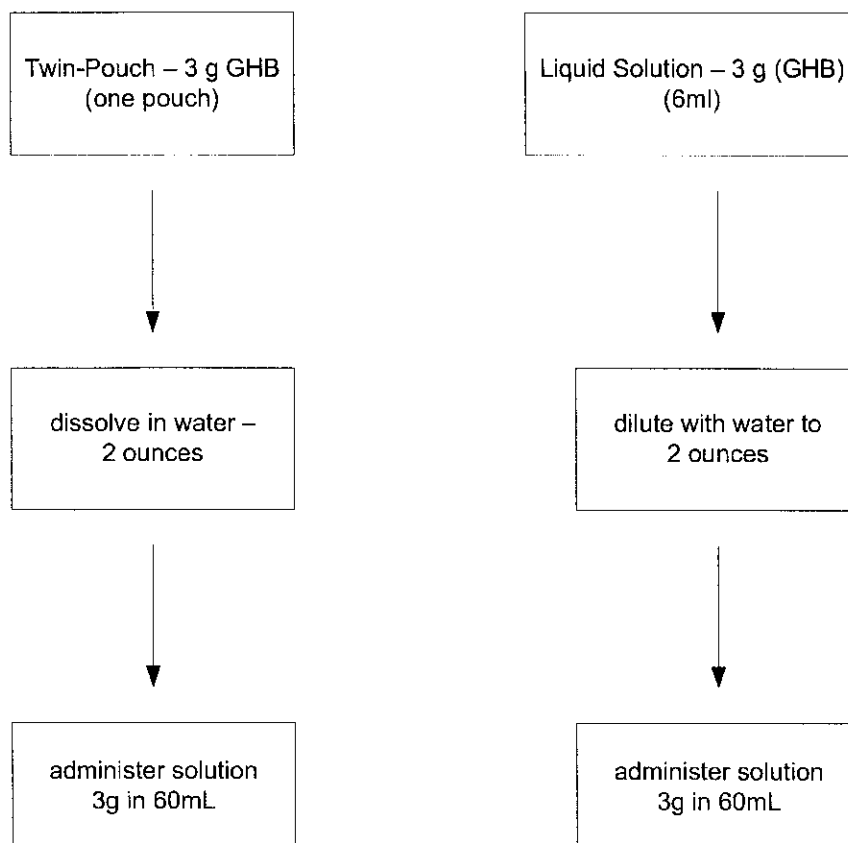 Twin-Pouch – 3 g GHB
(one pouch)
Liquid Solution – 3 g (GHB)
(6ml)
dissolve in water –
2 ounces
dilute with water to
2 ounces
administer solution
3g in 60mL
administer solution
3g in 60mL